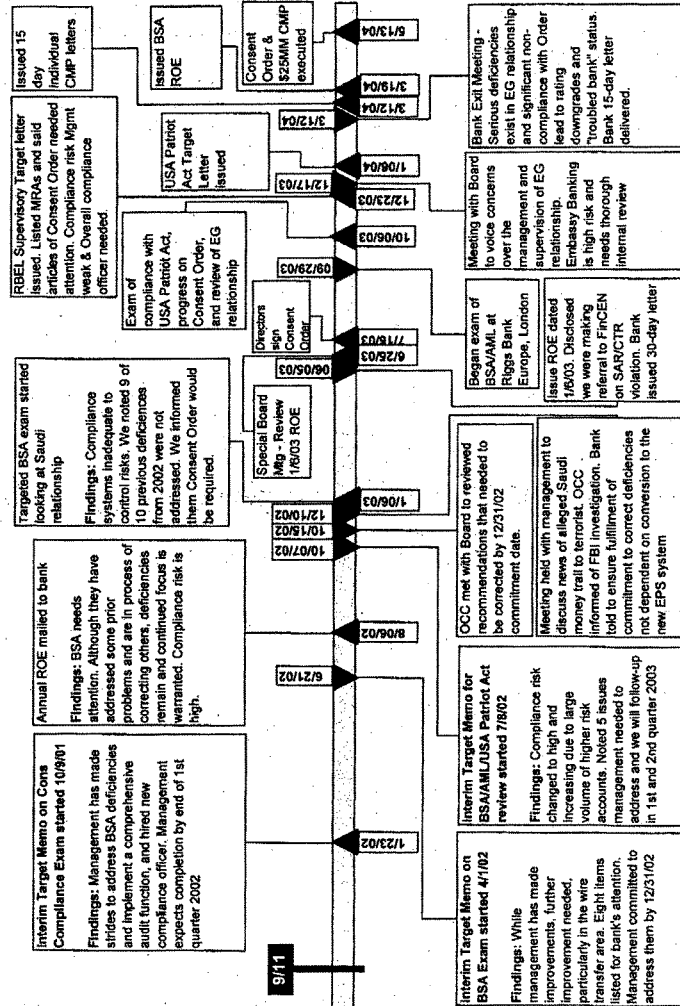 Interim Target Memo on Cons
Compliance Exam started 10/9/01
Findings: Management has made
strides to address BSA deficiencies
and implement a comprehensive
audit function, and hired new
compliance officer. Management
expects completion by end of 1st
quarter 2002
Annual ROE mailed to bank
Findings: BSA needs
attention. Although they have
addressed some prior
problems and are in process of
correcting others, deficiencies
remain and continued focus is
warranted. Compliance risk is
high.
Targeted BSA exam started
looking at Saudi
relationship
Findings: Compliance
systems inadequate to
control risks. We noted 9 of
10 previous deficiencies
from 2002 were not
addressed. We informed
them Consent Order would
be required.
Special Board
Mtg - Review
1/6/03 ROE
Directors
sign Consent
Order
Exam of
compliance with
USA Patriot Act,
progress on
Consent Order,
and review of EG
relationship
RBEL Supervisory Target letter
issued. Listed MRAs and said
articles of Consent Order needed
attention. Compliance risk Mgmt
weak & Overall compliance
officer needed.
USA Patriot
Act Target
Letter
issued
Issued 15
day
Individual
CMP letters
Issued BSA
ROE
Consent
Order &
$25MM CMP
executed
9/11
1/23/02
6/21/02
8/06/02
10/07/02
10/15/02
12/10/02
1/06/03
06/05/03
6/25/03
7/16/03
09/29/03
10/06/03
12/17/03
12/23/03
1/06/04
3/12/04
3/12/04
3/19/04
5/13/04
Interim Target Memo on
BSA Exam started 4/1/02
Findings: While
management has made
improvements, further
improvement needed,
particularly in the wire
transfer area. Eight items
listed for bank's attention.
Management committed to
address them by 12/31/02
Interim Target Memo for
BSA/AML/USA Patriot Act
review started 7/8/02
Findings: Compliance risk
changed to high and
increasing due to large
volume of higher risk
accounts. Noted 5 issues
management needed to
address and we will follow-up
in 1st and 2nd quarter 2003
OCC met with Board to reviewed
recommendations that needed to
be corrected by 12/31/02
commitment date.
Meeting held with management to
discuss news of alleged Saudi
money trail to terrorist. OCC
informed of FBI investigation. Bank
told to ensure fulfillment of
commitment to correct deficiencies
not dependent on conversion to the
new EPS system
Began exam of
BSA/AML at
Riggs Bank
Europe, London
Issue ROE dated
1/6/03. Disclosed
we were making
referral to FinCEN
on SAR/CTR
violation. Bank
issued 30-day letter
Meeting with Board
to voice concerns
over the
management and
supervision of EG
relationship.
Embassy Banking
is high risk and
needs thorough
internal review
Bank Exit Meeting -
Serious deficiencies
exist in EG relationship
and significant non-
compliance with Order
lead to rating
downgrades and
"troubled bank" status.
Bank 15-day letter
delivered.